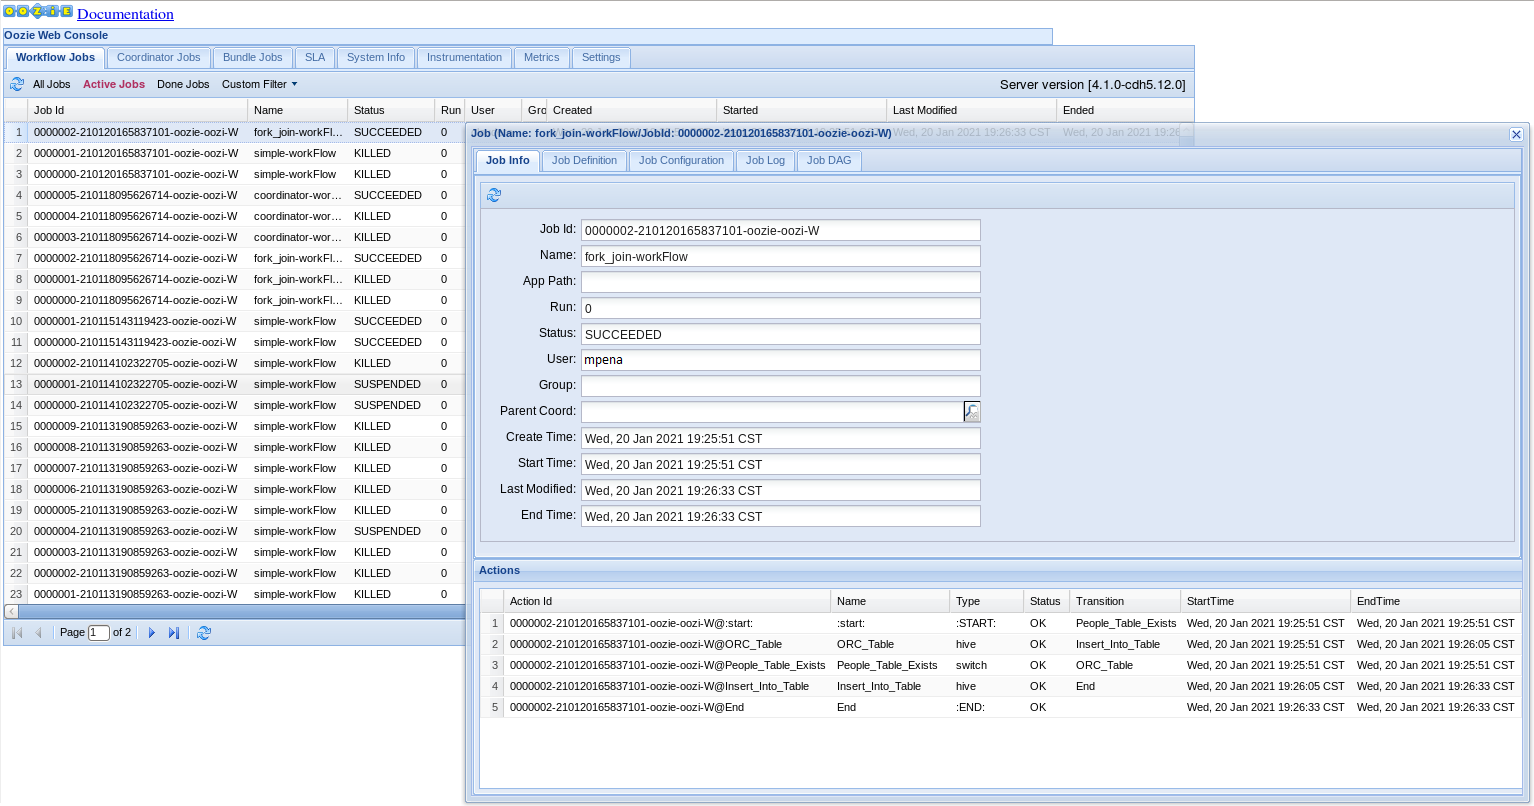 OOZIE Documentation
Oozie Web Console
Workflow Jobs Coordinator Jobs Bundle Jobs SLA System Info Instrumentation Metrics Settings
All Jobs Active Jobs Done Jobs Custom Filter Server version [4.1.0-cdh5.12.0]
Job Id Name Status Run User Gro Created Started Last Modified Ended
1 0000002-210120165837101-oozie-oozi-W fork_join-workFl... SUCCEEDED 0
2 0000001-210120165837101-oozie-oozi-W simple-workFlow KILLED 0
3 0000000-210120165837101-oozie-oozi-W simple-workFlow KILLED 0
4 0000005-210118095626714-oozie-oozi-W coordinator-wor... SUCCEEDED 0
5 0000004-210118095626714-oozie-oozi-W coordinator-wor... KILLED 0
6 0000003-210118095626714-oozie-oozi-W coordinator-wor... KILLED 0
7 0000002-210118095626714-oozie-oozi-W fork_join-workFl... SUCCEEDED 0
8 0000001-210118095626714-oozie-oozi-W fork_join-workFl... KILLED 0
9 0000000-210118095626714-oozie-oozi-W fork_join-workFl... KILLED 0
10 0000001-210115143119423-oozie-oozi-W simple-workFlow SUCCEEDED 0
11 0000000-210115143119423-oozie-oozi-W simple-workFlow SUCCEEDED 0
12 0000002-210114102322705-oozie-oozi-W simple-workFlow KILLED 0
13 0000001-210114102322705-oozie-oozi-W simple-workFlow SUSPENDED 0
14 0000000-210114102322705-oozie-oozi-W simple-workFlow SUSPENDED 0
15 0000009-210113190859263-oozie-oozi-W simple-workFlow KILLED 0
16 0000008-210113190859263-oozie-oozi-W simple-workFlow KILLED 0
17 0000007-210113190859263-oozie-oozi-W simple-workFlow KILLED 0
18 0000006-210113190859263-oozie-oozi-W simple-workFlow KILLED 0
19 0000005-210113190859263-oozie-oozi-W simple-workFlow KILLED 0
20 0000004-210113190859263-oozie-oozi-W simple-workFlow SUSPENDED 0
21 0000003-210113190859263-oozie-oozi-W simple-workFlow KILLED 0
22 0000002-210113190859263-oozie-oozi-W simple-workFlow KILLED 0
23 0000001-210113190859263-oozie-oozi-W simple-workFlow KILLED 0
Page 1 of 2
Job (Name: fork_join-workFlow/JobId: 0000002-210120165837101-oozie-oozi-W) Wed, 20 Jan 2021 19:26:33 CST Wed, 20 Jan 2021 19:26
Job Info Job Definition Job Configuration Job Log Job DAG
Job Id: 0000002-210120165837101-oozie-oozi-W
Name: fork_join-workFlow
App Path:
Run: 0
Status: SUCCEEDED
User: mpena
Group:
Parent Coord:
Create Time: Wed, 20 Jan 2021 19:25:51 CST
Start Time: Wed, 20 Jan 2021 19:25:51 CST
Last Modified: Wed, 20 Jan 2021 19:26:33 CST
End Time: Wed, 20 Jan 2021 19:26:33 CST
Actions
Action Id Name Type Status Transition StartTime EndTime
1 0000002-210120165837101-oozie-oozi-W@:start: :start: :START: OK People_Table_Exists Wed, 20 Jan 2021 19:25:51 CST Wed, 20 Jan 2021 19:25:51 CST
2 0000002-210120165837101-oozie-oozi-W@ORC_Table ORC_Table hive OK Insert_Into_Table Wed, 20 Jan 2021 19:25:51 CST Wed, 20 Jan 2021 19:26:05 CST
3 0000002-210120165837101-oozie-oozi-W@People_Table_Exists People_Table_Exists switch OK ORC_Table Wed, 20 Jan 2021 19:25:51 CST Wed, 20 Jan 2021 19:25:51 CST
4 0000002-210120165837101-oozie-oozi-W@Insert_Into_Table Insert_Into_Table hive OK End Wed, 20 Jan 2021 19:26:05 CST Wed, 20 Jan 2021 19:26:33 CST
5 0000002-210120165837101-oozie-oozi-W@End End :END: OK Wed, 20 Jan 2021 19:26:33 CST Wed, 20 Jan 2021 19:26:33 CST